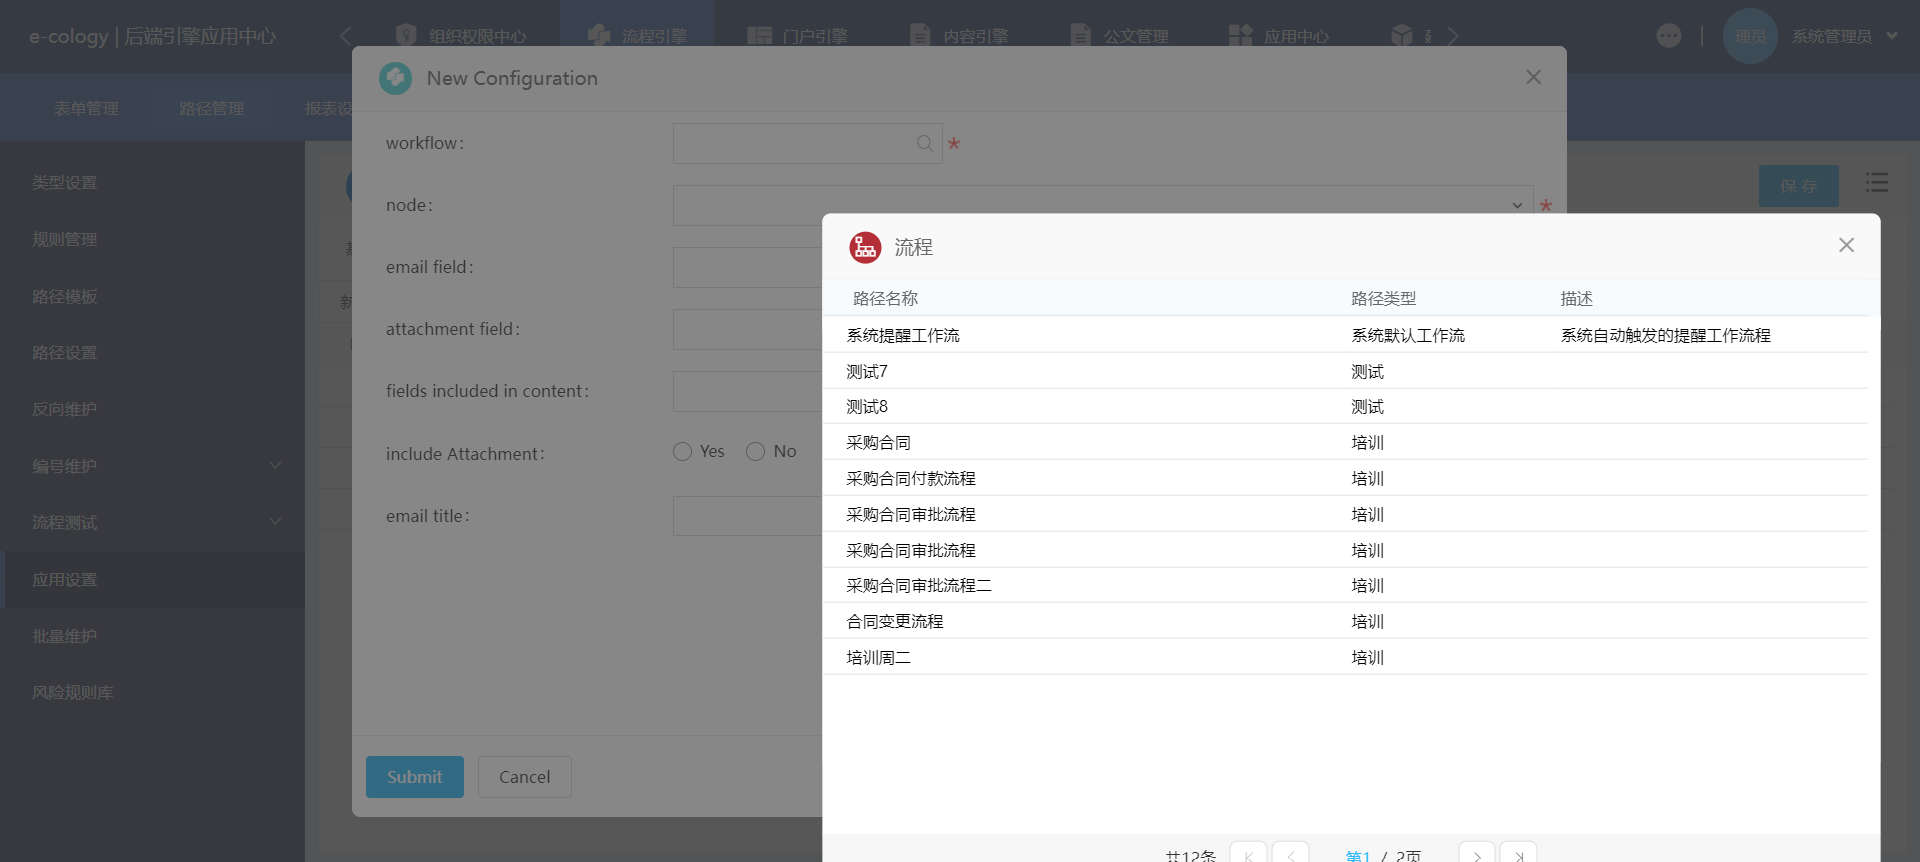 e-cology | 后端引擎应用中心
组织权限中心
流程引擎
门户引擎
内容引擎
公文管理
应用中心
理员
系统管理员
表单管理
路径管理
报表设
类型设置
规则管理
路径模板
路径设置
反向维护
编号维护
流程测试
应用设置
批量维护
风险规则库
保 存
New Configuration
workflow:
*
node:
*
email field:
attachment field:
fields included in content:
include Attachment:
Yes
No
email title:
Submit
Cancel
流程
路径名称 路径类型 描述
系统提醒工作流 系统默认工作流 系统自动触发的提醒工作流程
测试7 测试
测试8 测试
采购合同 培训
采购合同付款流程 培训
采购合同审批流程 培训
采购合同审批流程 培训
采购合同审批流程二 培训
合同变更流程 培训
培训周二 培训
共12条 第1 / 2页